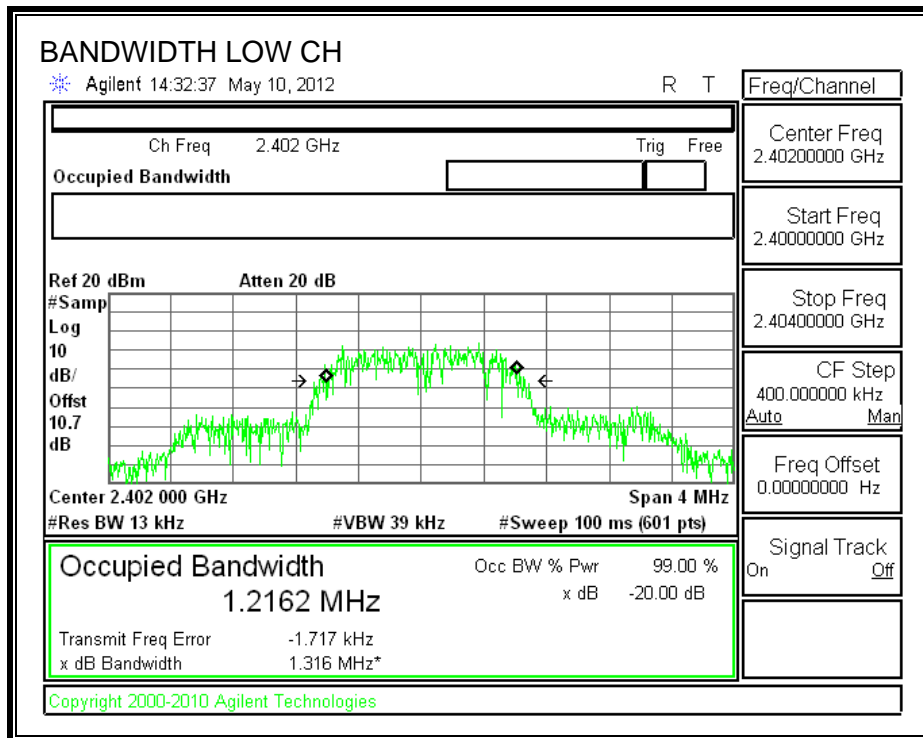 BANDWIDTH LOW CH
Agilent 14:32:37 May 10, 2012 R T
Freq/Channel
Ch Freq 2.402 GHz Trig Free
Occupied Bandwidth
Center Freq
2.40200000 GHz
Start Freq
2.40000000 GHz
Stop Freq
2.40400000 GHz
CF Step
400.000000 kHz
Auto Man
Freq Offset
0.00000000 Hz
Signal Track
On Off
Ref 20 dBm Atten 20 dB
#Samp
Log
10
dB/
Offst
10.7
dB
Center 2.402 000 GHz Span 4 MHz
#Res BW 13 kHz #VBW 39 kHz #Sweep 100 ms (601 pts)
Occupied Bandwidth Occ BW % Pwr 99.00 %
1.2162 MHz x dB -20.00 dB
Transmit Freq Error -1.717 kHz
x dB Bandwidth 1.316 MHz*
Copyright 2000-2010 Agilent Technologies